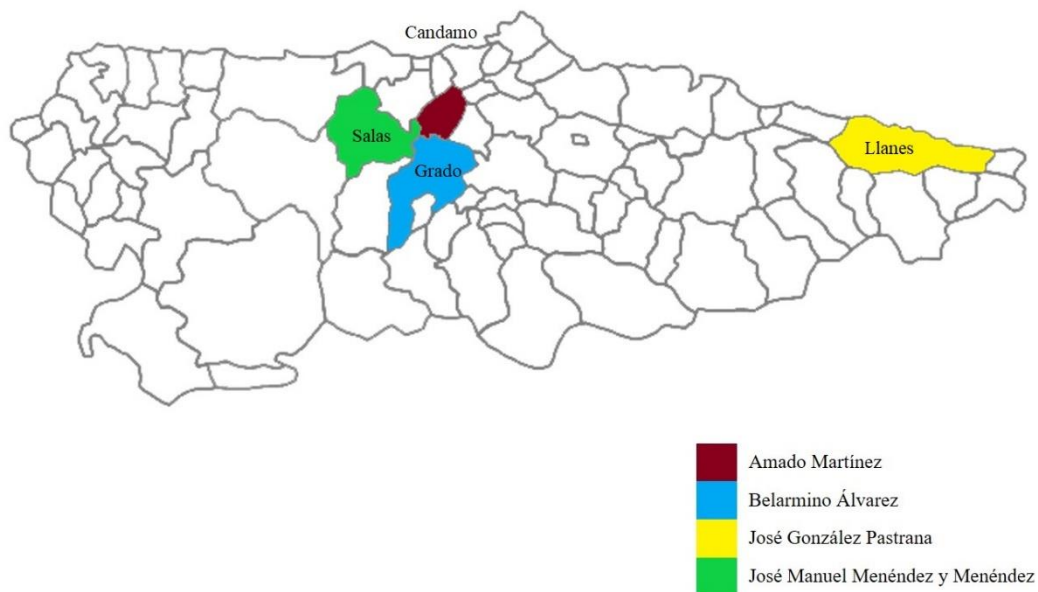 Candamo
Salas
Grado
Llanes
Amado Martínez
Belarmino Álvarez
José González Pastrana
José Manuel Menéndez y Menéndez